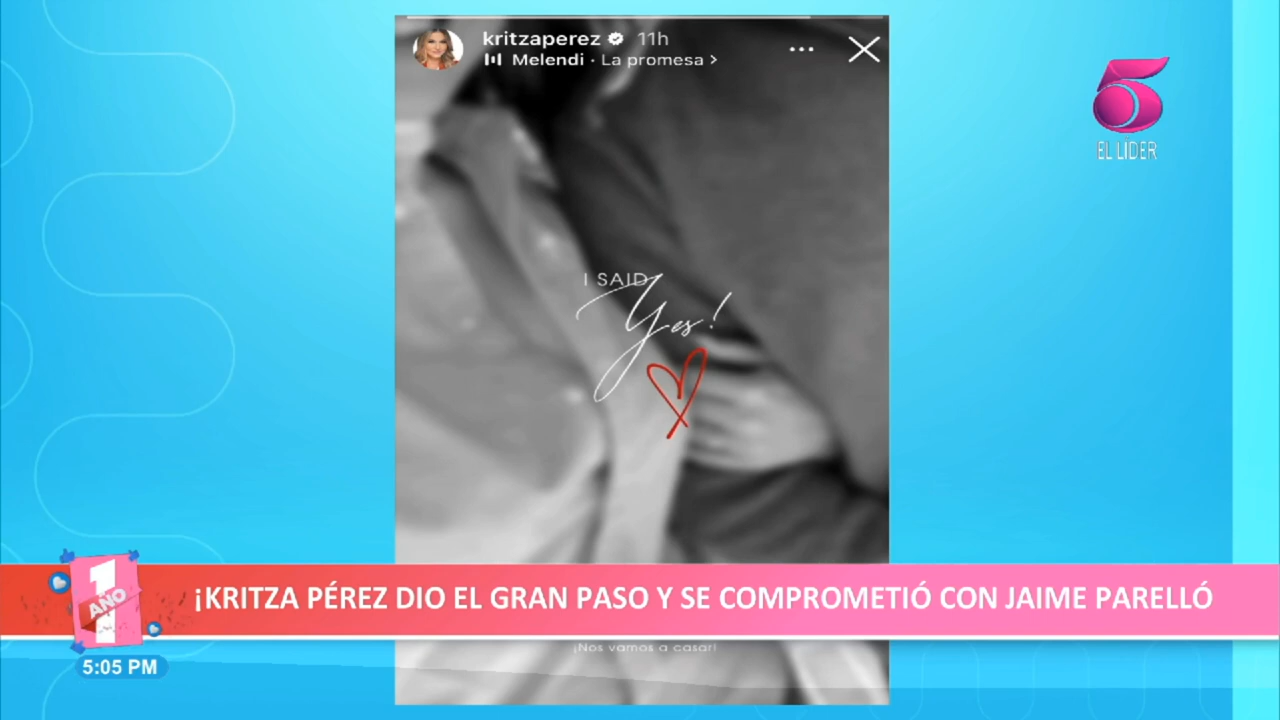 kritzaperez 11h
Melendi · La promesa >
5
EL LIDER
I SAID
Yes!
1
AÑO
¡KRITZA PÉREZ DIO EL GRAN PASO Y SE COMPROMETIÓ CON JAIME PARELLÓ
¡Nos vamos a casar!
5:05 PM